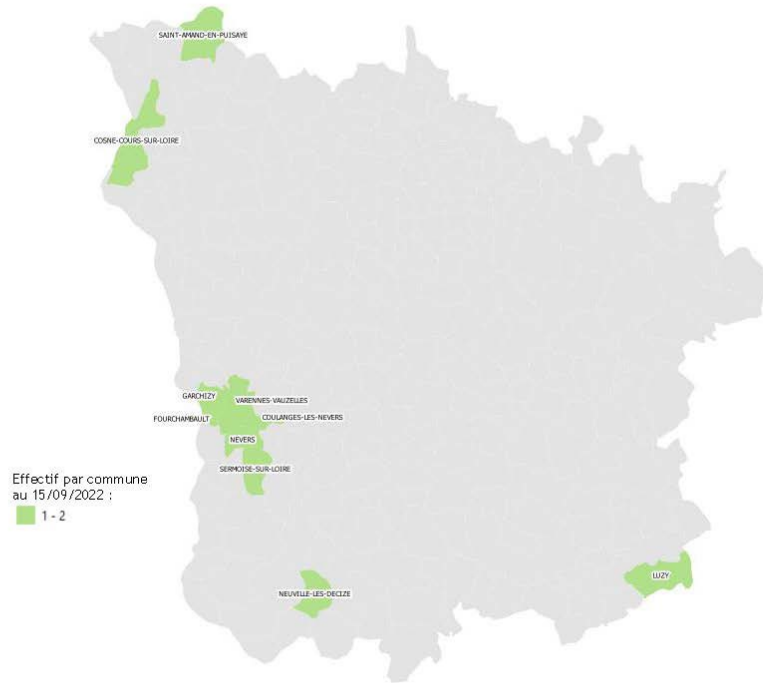 SAINT-AMAND-EN-PUISAYE
COSNE-COURS-SUR-LOIRE
GARCHIZY
VARENNES-VAUZELLES
FOURCHAMBAULT
COULANGES-LES-NEVERS
NEVERS
SERMOISE-SUR-LOIRE
Effectif par commune
au 15/09/2022 :
1 - 2
LUZY
NEUVILLE-LES-DECIZE